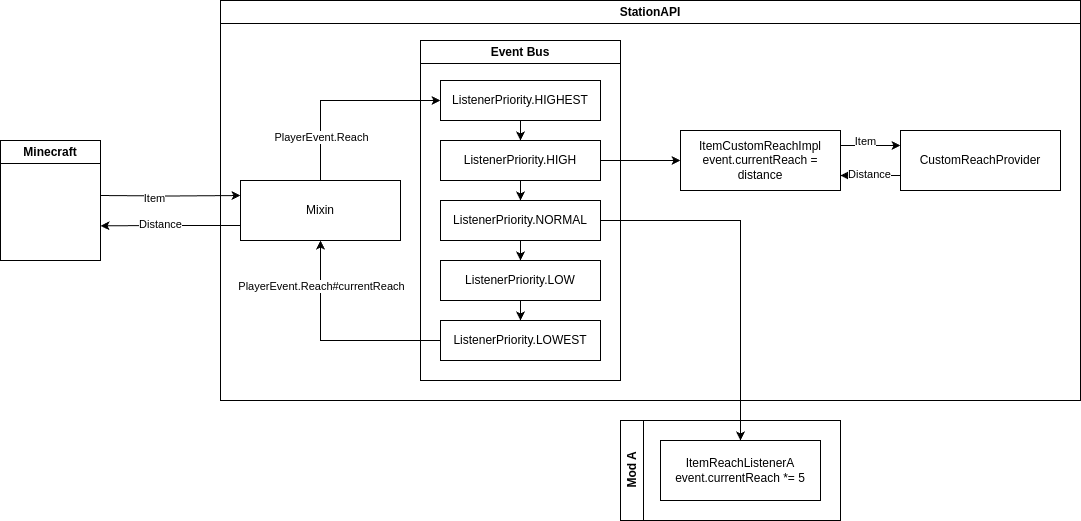 StationAPI
Event Bus
ListenerPriority.HIGHEST
PlayerEvent.Reach
Minecraft
ListenerPriority.HIGH
ItemCustomReachImpl
event.currentReach =
distance
Item
Distance
CustomReachProvider
Item
Distance
Mixin
ListenerPriority.NORMAL
ListenerPriority.LOW
PlayerEvent.Reach#currentReach
ListenerPriority.LOWEST
Mod A
ItemReachListenerA
event.currentReach *= 5